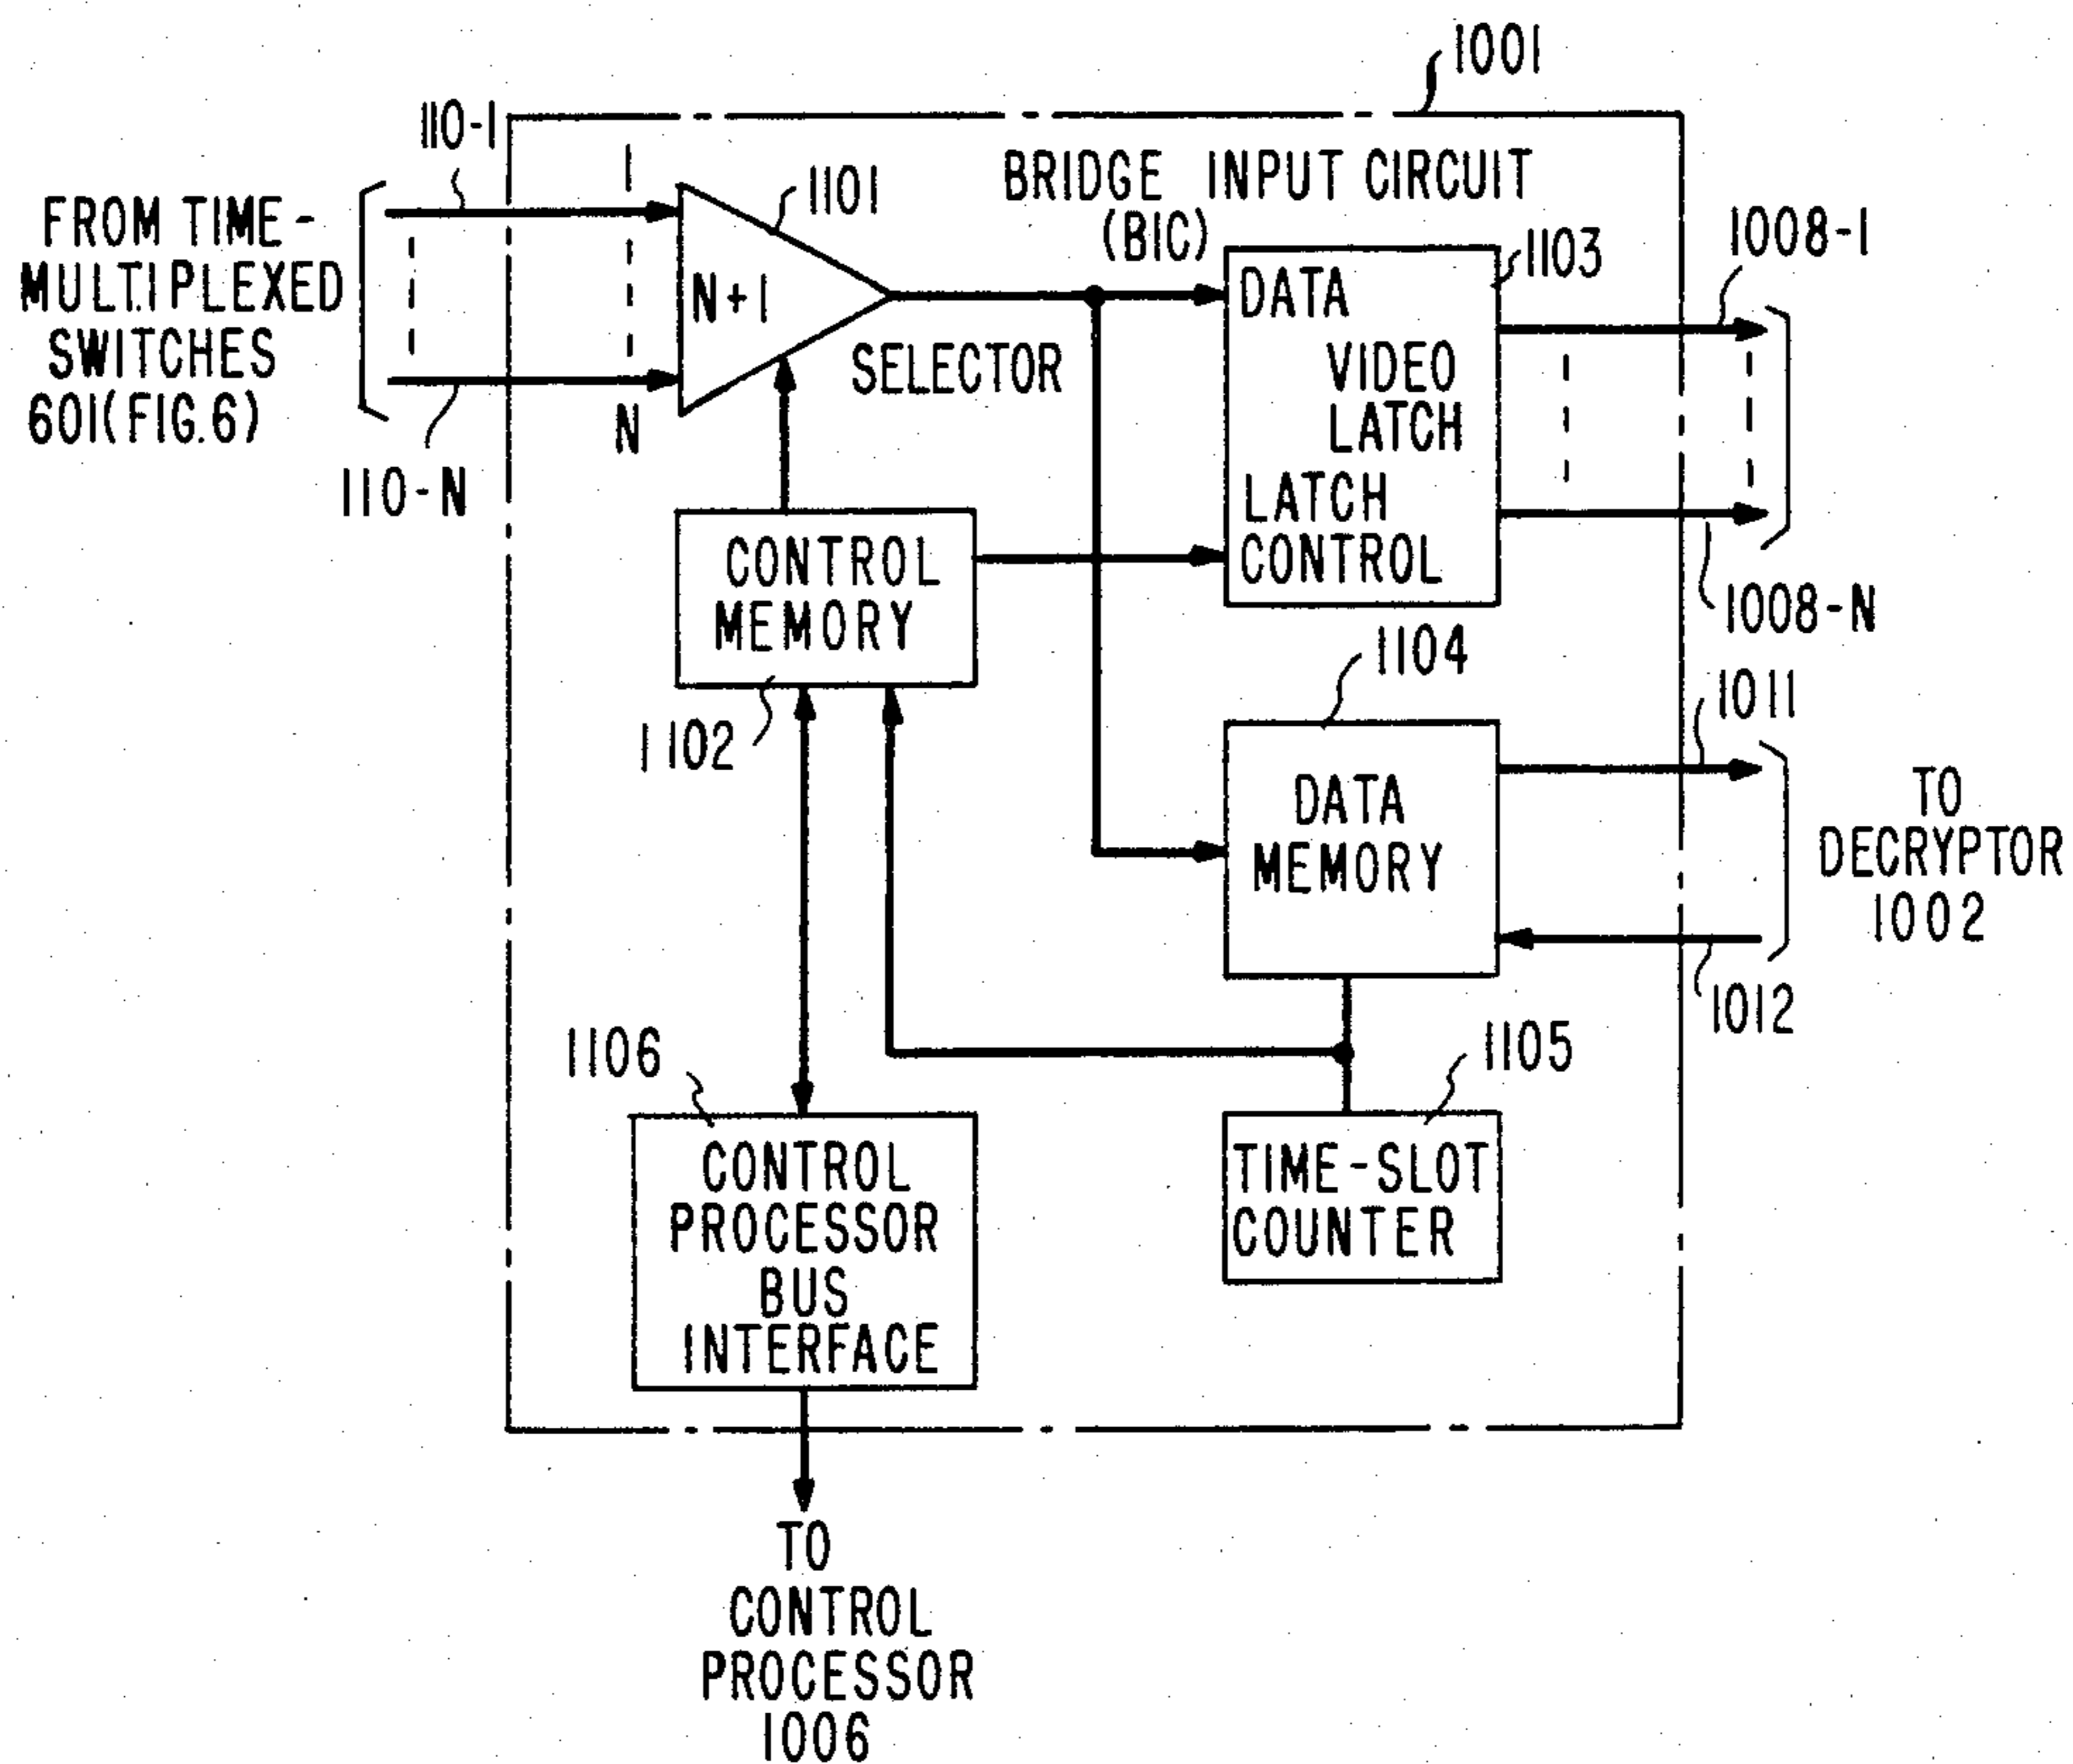 1001
110-1
1
1101
BRIDGE INPUT CIRCUIT
(BIC)
FROM TIME-
MULTIPLEXED
SWITCHES
601(FIG.6)
N+1
SELECTOR
N
110-N
DATA
VIDEO
LATCH
LATCH
CONTROL
1103
1008-1
1008-N
CONTROL
MEMORY
1102
1104
DATA
MEMORY
1011
TO
DECRYPTOR
1002
1012
1106
CONTROL
PROCESSOR
BUS
INTERFACE
1105
TIME-SLOT
COUNTER
TO
CONTROL
PROCESSOR
1006